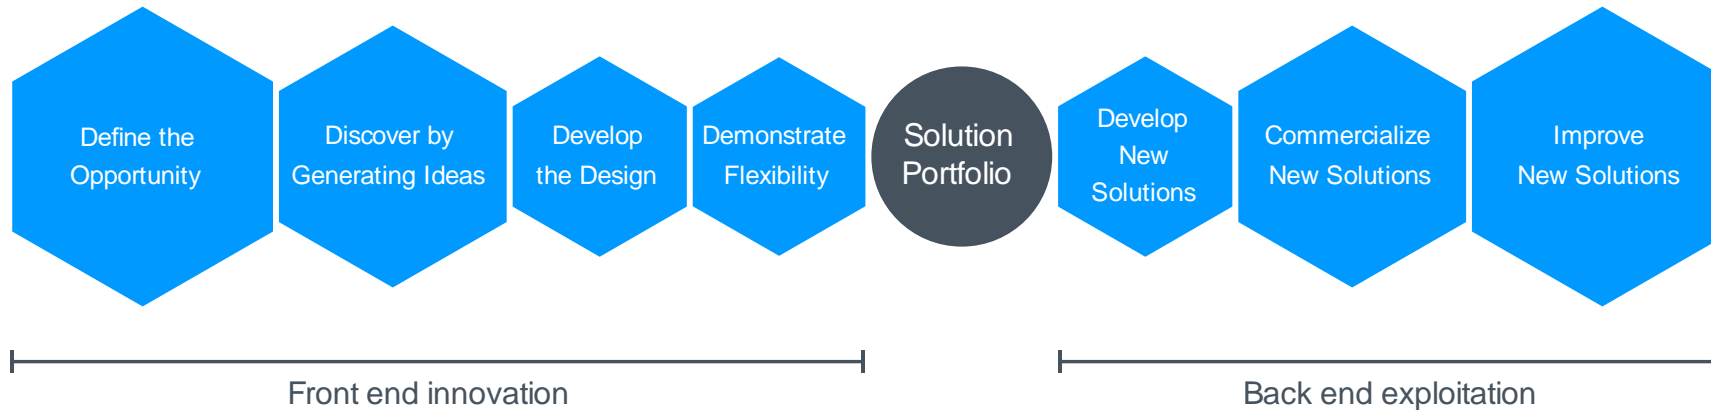 Define the
Opportunity
Discover by
Generating Ideas
Develop
the Design
Demonstrate
Flexibility
Solution
Portfolio
Develop
New
Solutions
Commercialize
New Solutions
Improve
New Solutions
Front end innovation
Back end exploitation